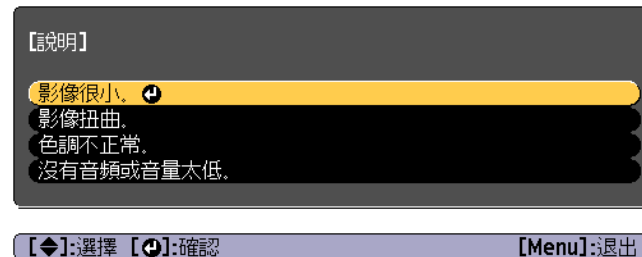 [說明]
影像很小。
影像扭曲。
色調不正常。
沒有音頻或音量太低。
[◆]:選擇 [⏎]:確認 [Menu]:退出